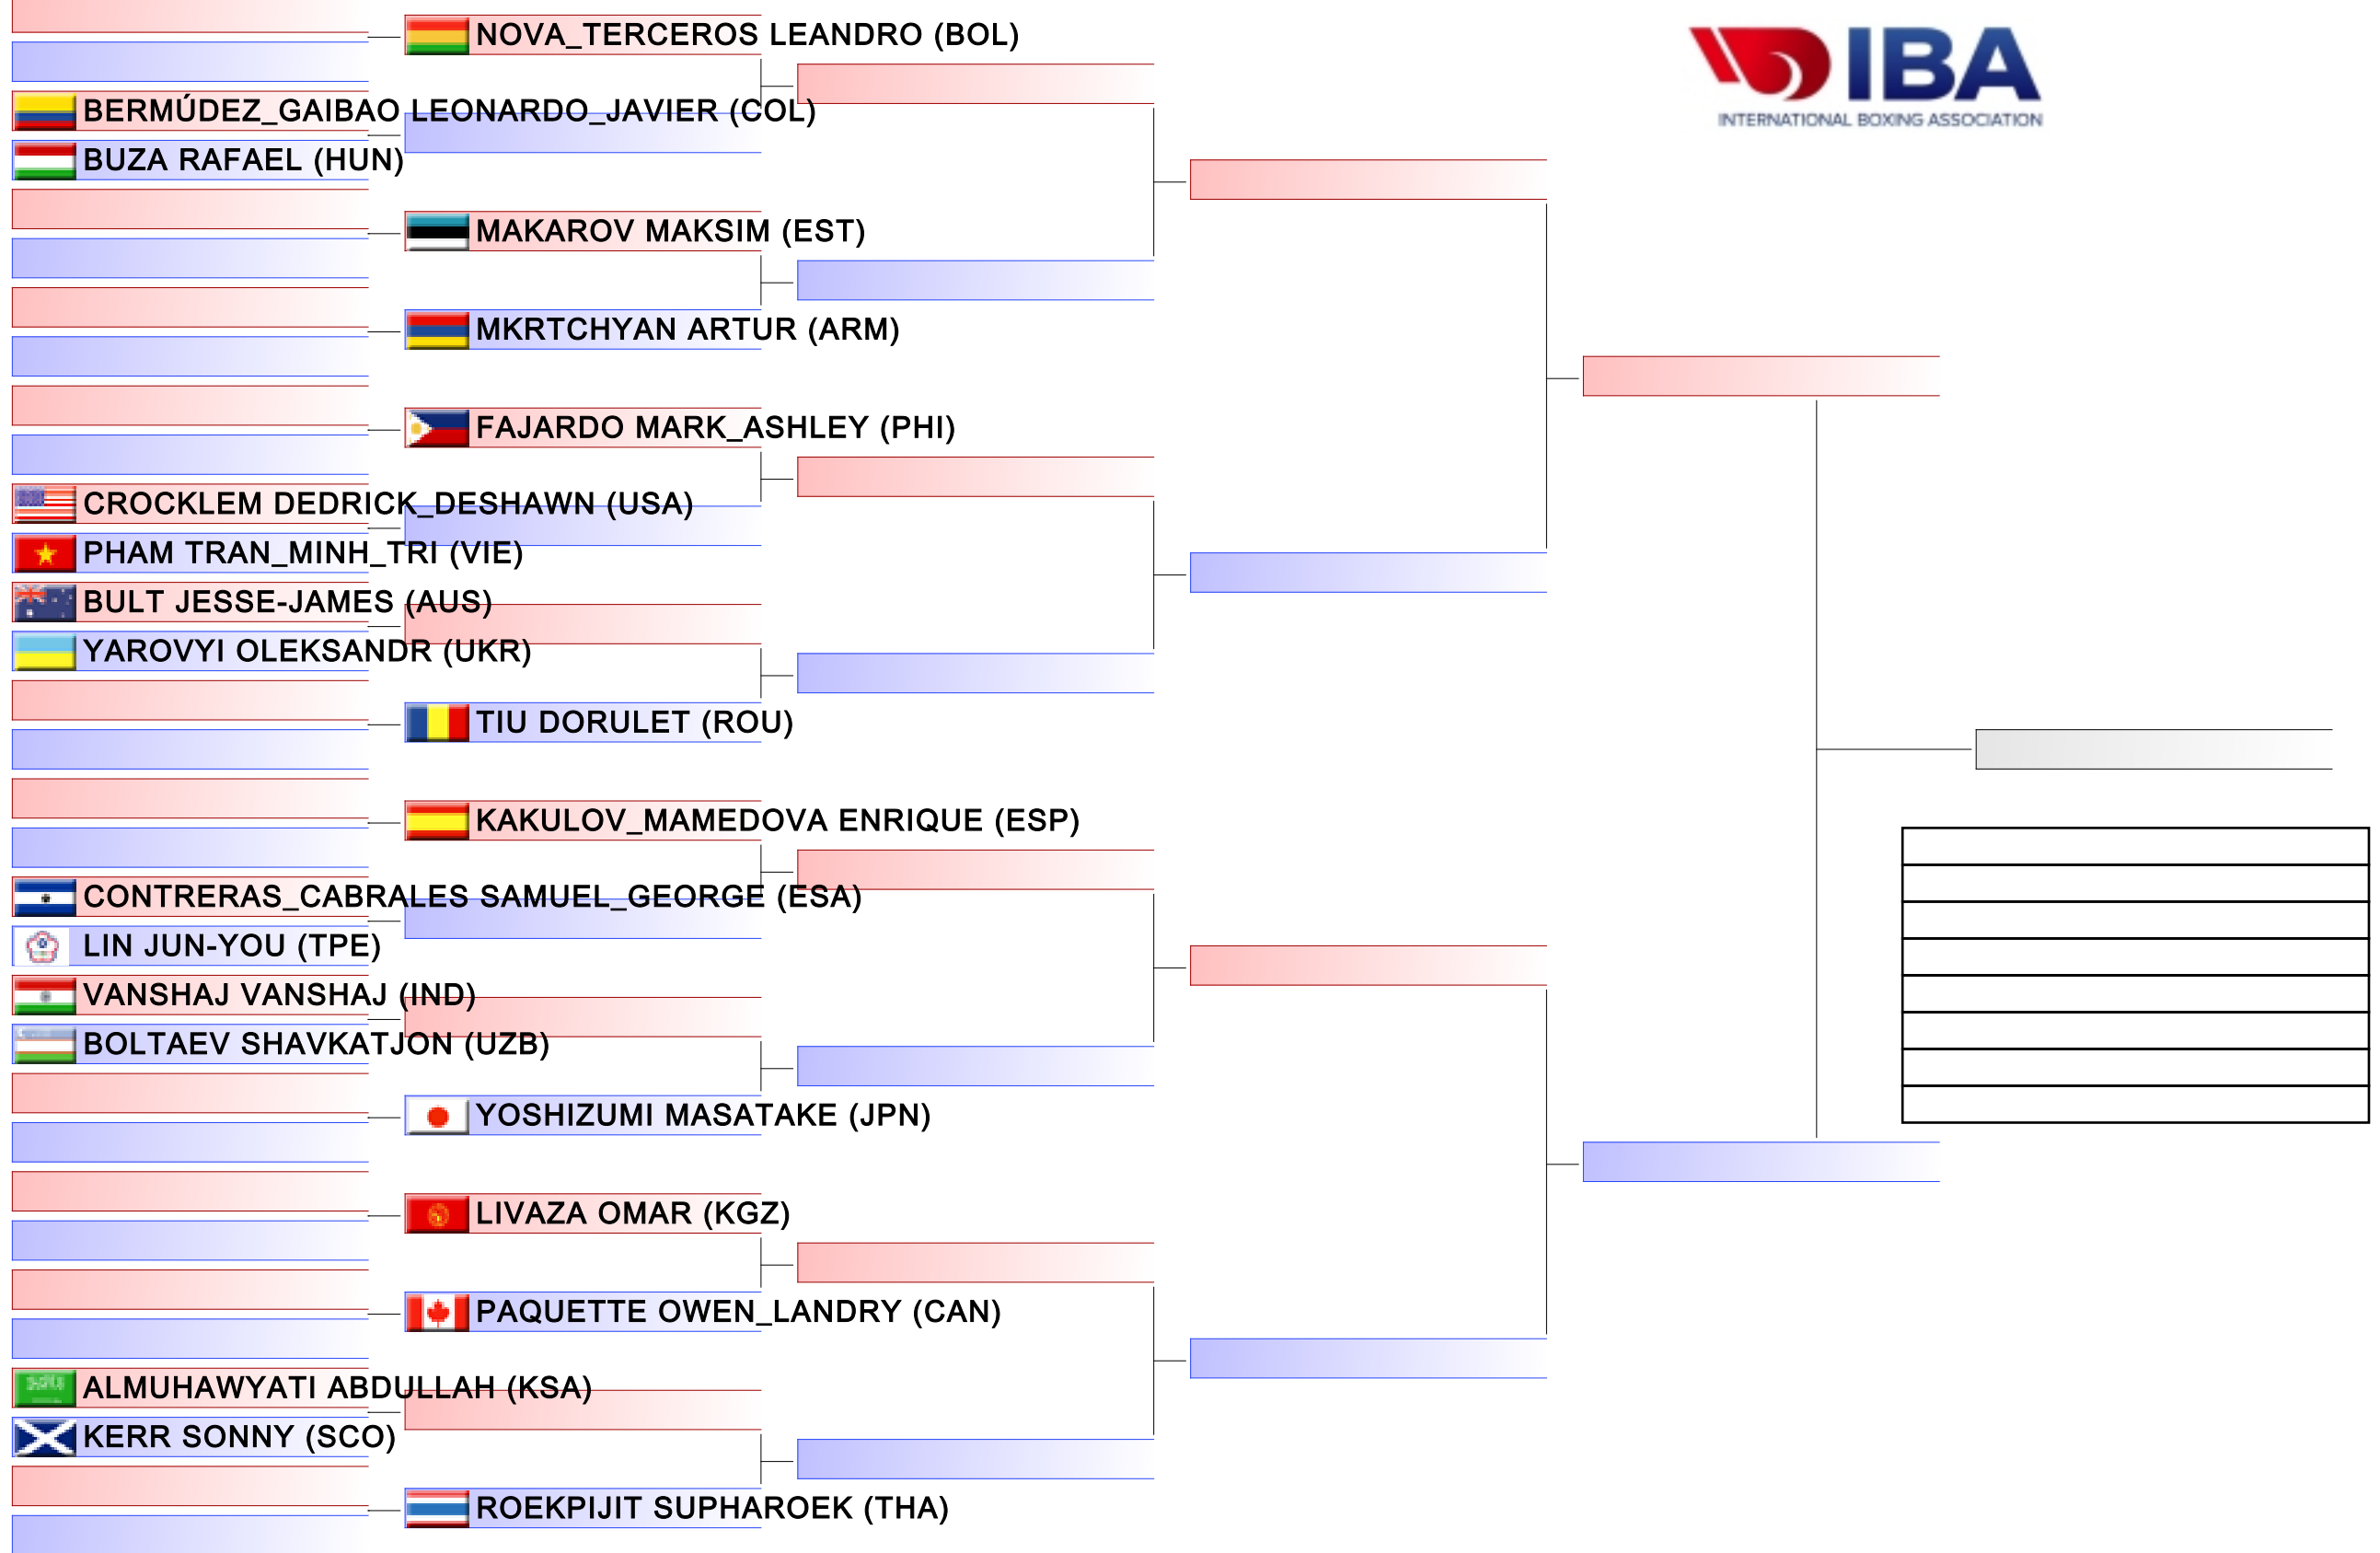 IBA
INTERNATIONAL BOXING ASSOCIATION
NOVA_TERCEROS LEANDRO (BOL)
BERMÚDEZ_GAIBAO LEONARDO_JAVIER (COL)
BUZA RAFAEL (HUN)
MAKAROV MAKSIM (EST)
MKRTCHYAN ARTUR (ARM)
FAJARDO MARK_ASHLEY (PHI)
CROCKLEM DEDRICK_DESHAWN (USA)
PHAM TRAN_MINH_TRI (VIE)
BULT JESSE-JAMES (AUS)
YAROVYI OLEKSANDR (UKR)
TIU DORULET (ROU)
KAKULOV_MAMEDOVA ENRIQUE (ESP)
CONTRERAS_CABRALES SAMUEL_GEORGE (ESA)
LIN JUN-YOU (TPE)
VANSHAJ VANSHAJ (IND)
BOLTAEV SHAVKATJON (UZB)
YOSHIZUMI MASATAKE (JPN)
LIVAZA OMAR (KGZ)
PAQUETTE OWEN_LANDRY (CAN)
ALMUHAWYATI ABDULLAH (KSA)
KERR SONNY (SCO)
ROEKPIJIT SUPHAROEK (THA)